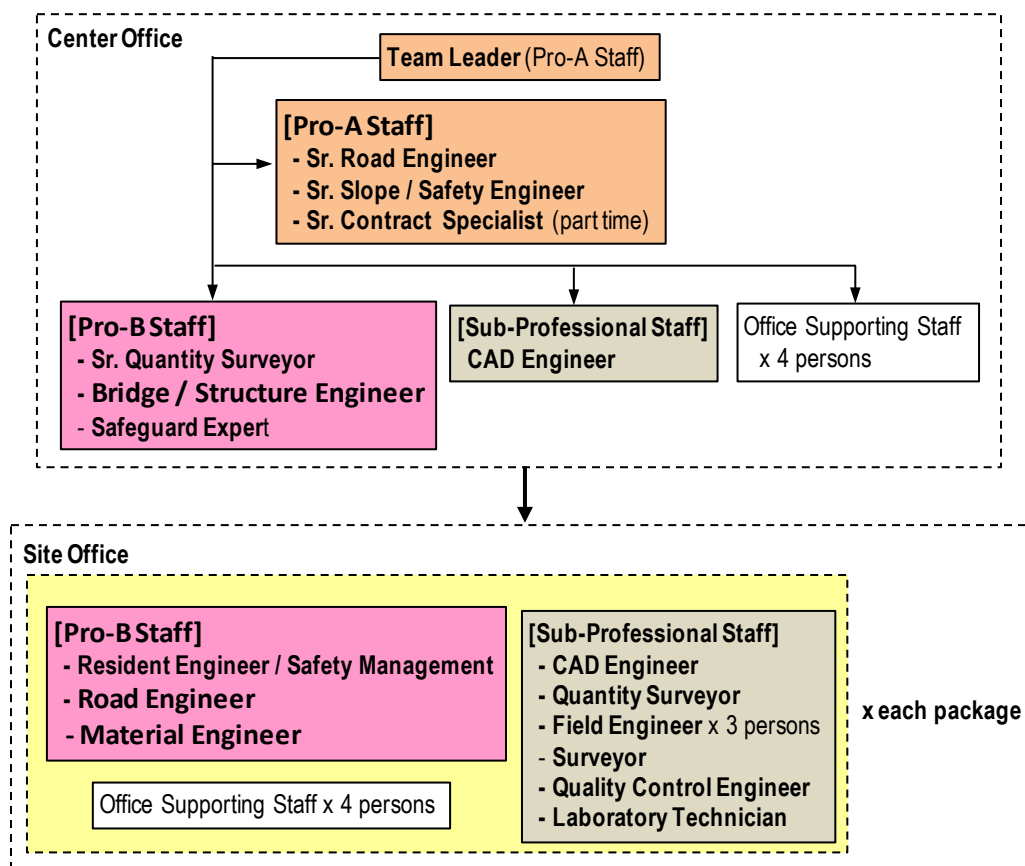 Center Office
Team Leader (Pro-A Staff)
[Pro-A Staff]
- Sr. Road Engineer
- Sr. Slope / Safety Engineer
- Sr. Contract Specialist (part time)
[Pro-B Staff]
- Sr. Quantity Surveyor
- Bridge / Structure Engineer
- Safeguard Expert
[Sub-Professional Staff]
CAD Engineer
Office Supporting Staff
x 4 persons
Site Office
[Pro-B Staff]
- Resident Engineer / Safety Management
- Road Engineer
- Material Engineer
Office Supporting Staff x 4 persons
[Sub-Professional Staff]
- CAD Engineer
- Quantity Surveyor
- Field Engineer x 3 persons
- Surveyor
- Quality Control Engineer
- Laboratory Technician
x each package